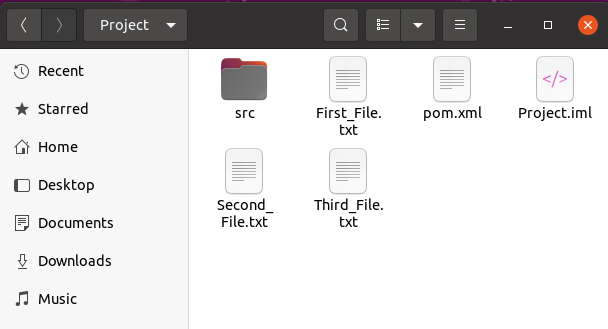 Project
Recent
Starred
Home
Desktop
Documents
Downloads
Music
src
First_File.
txt
pom.xml
</>
Project.iml
Second_
File.txt
Third_File.
txt